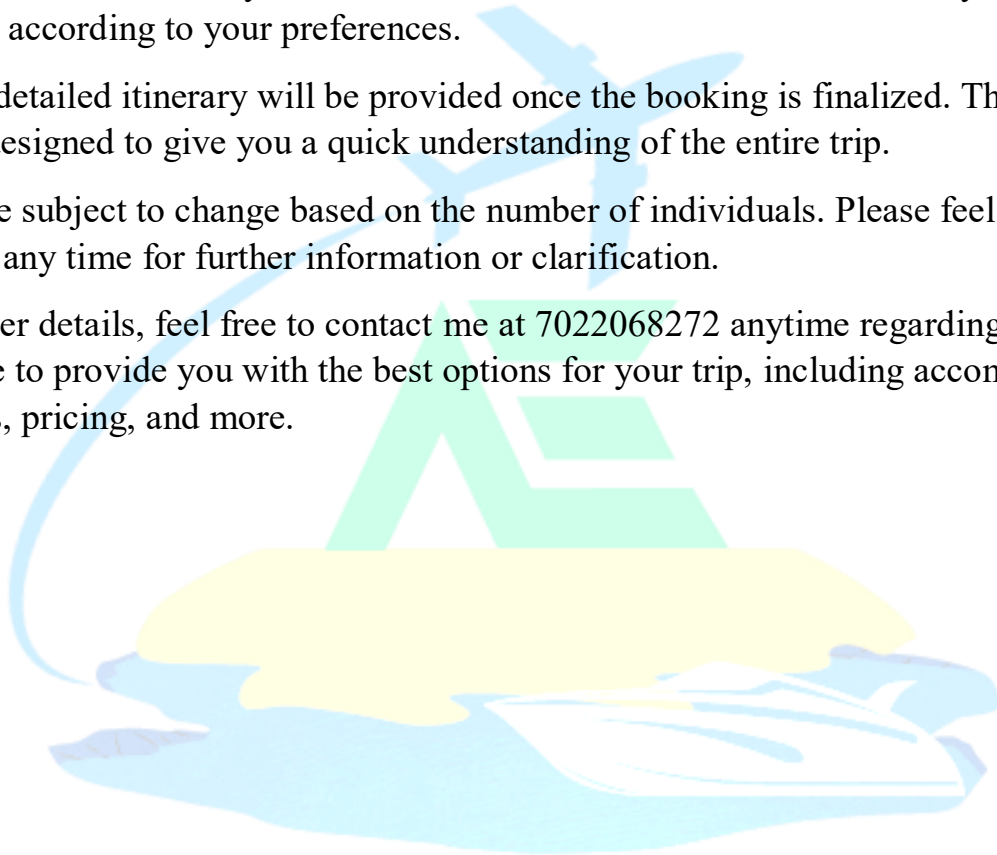 according to your preferences.
detailed itinerary will be provided once the booking is finalized. Th
esigned to give you a quick understanding of the entire trip.
e subject to change based on the number of individuals. Please feel
any time for further information or clarification.
er details, feel free to contact me at 7022068272 anytime regarding
e to provide you with the best options for your trip, including accon
, pricing, and more.
AE